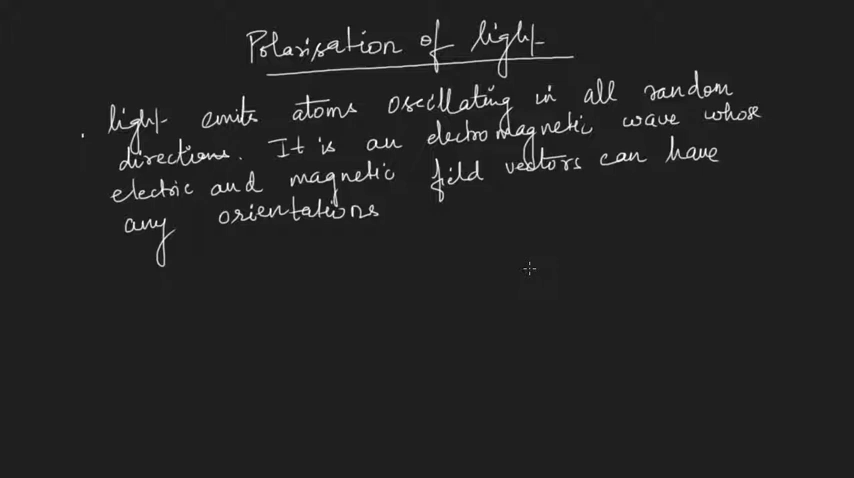 Polarisation of light
. light emits atoms oscillating in all random
directions. It is an electromagnetic wave whose
electric and magnetic field vectors can have
any orientations